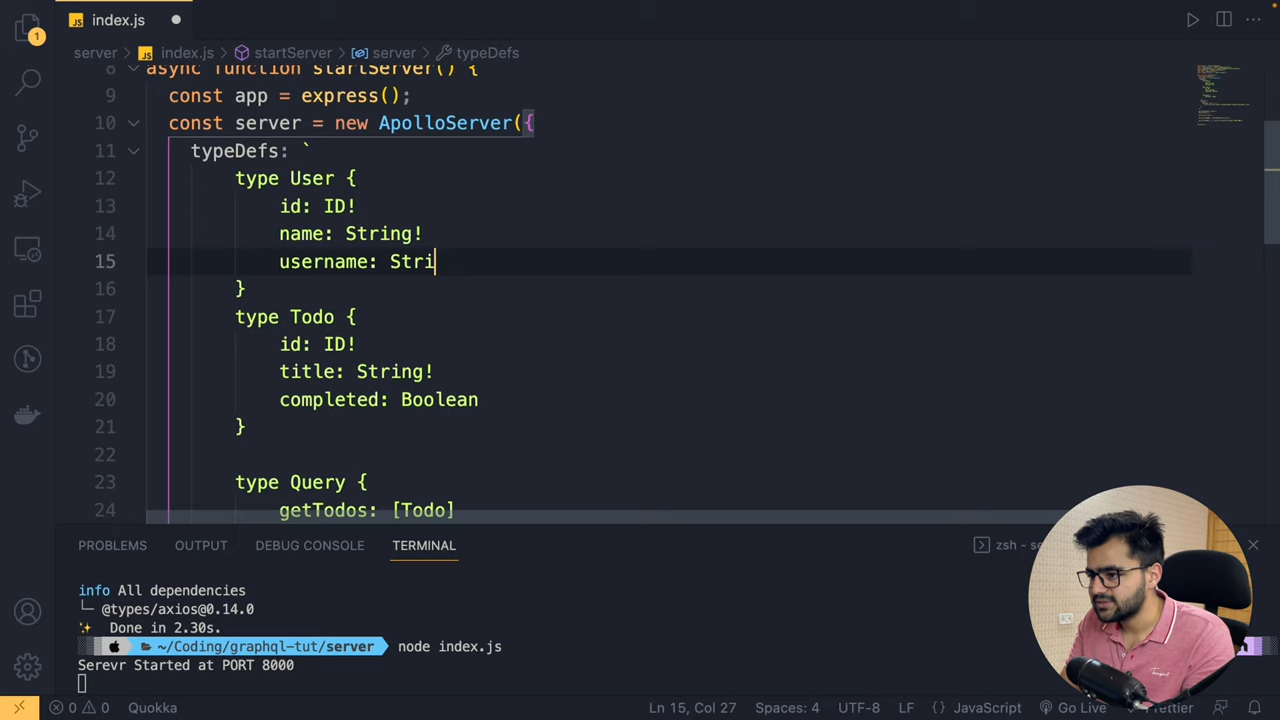 index.js
server > index.js > startServer > server > typeDefs
8 async function startServer() {
9 const app = express();
10 const server = new ApolloServer({
11 typeDefs: `
12 type User {
13 id: ID!
14 name: String!
15 username: Stri
16 }
17 type Todo {
18 id: ID!
19 title: String!
20 completed: Boolean
21 }
22
23 type Query {
24 getTodos: [Todo]
PROBLEMS OUTPUT DEBUG CONSOLE TERMINAL zsh
info All dependencies
└─ @types/axios@0.14.0
✨ Done in 2.30s.
~/Coding/graphql-tut/server node index.js
Serevr Started at PORT 8000
0 0 Quokka Ln 15, Col 27 Spaces: 4 UTF-8 LF {} JavaScript Go Live Prettier
1